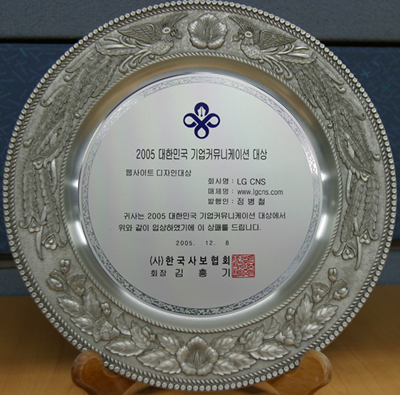 2005 대한민국 기업커뮤니케이션 대상
웹사이트 디자인대상
회사명 : LG CNS
매체명 : www.lgcns.com
발행인 : 정 병 철
귀사는 2005 대한민국 기업커뮤니케이션 대상에서
위와 같이 입상하였기에 이 상패를 드립니다.
2005. 12. 8
(사) 한국사보협회
회장 김 흥 기